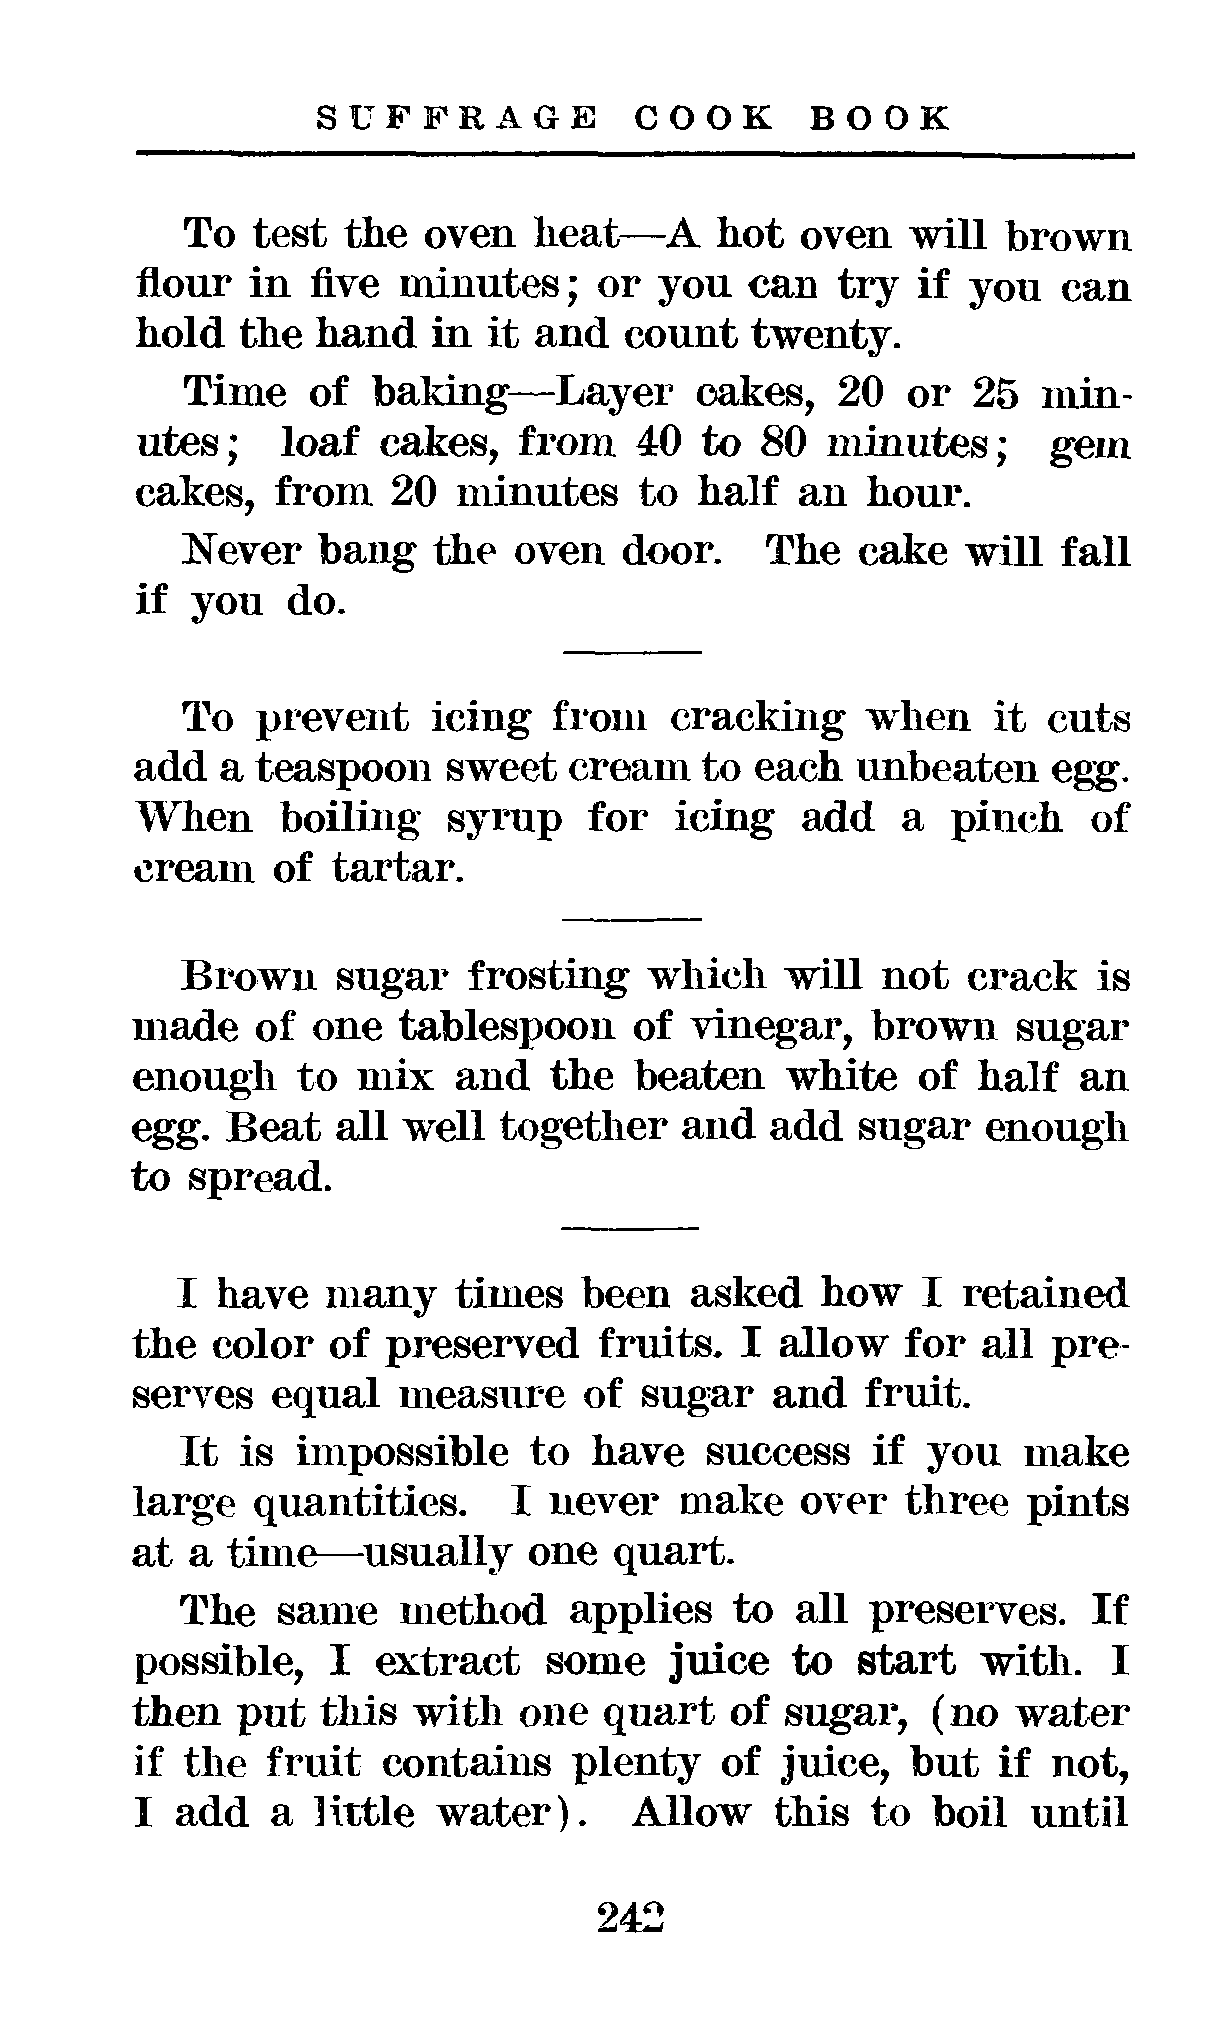 SUFFRAGE COOK BOOK
To test the oven heat—A hot oven will brown
flour in five minutes; or you can try if you can
hold the hand in it and count twenty.
Time of baking—Layer cakes, 20 or 25 min-
utes; loaf cakes, from 40 to 80 minutes; gem
cakes, from 20 minutes to half an hour.
Never bang the oven door. The cake will fall
if you do.
To prevent icing from cracking when it cuts
add a teaspoon sweet cream to each unbeaten egg.
When boiling syrup for icing add a pinch of
cream of tartar.
Brown sugar frosting which will not crack is
made of one tablespoon of vinegar, brown sugar
enough to mix and the beaten white of half an
egg. Beat all well together and add sugar enough
to spread.
I have many times been asked how I retained
the color of preserved fruits. I allow for all pre-
serves equal measure of sugar and fruit.
It is impossible to have success if you make
large quantities. I never make over three pints
at a time—usually one quart.
The same method applies to all preserves. If
possible, I extract some juice to start with. I
then put this with one quart of sugar, (no water
if the fruit contains plenty of juice, but if not,
I add a little water). Allow this to boil until
242